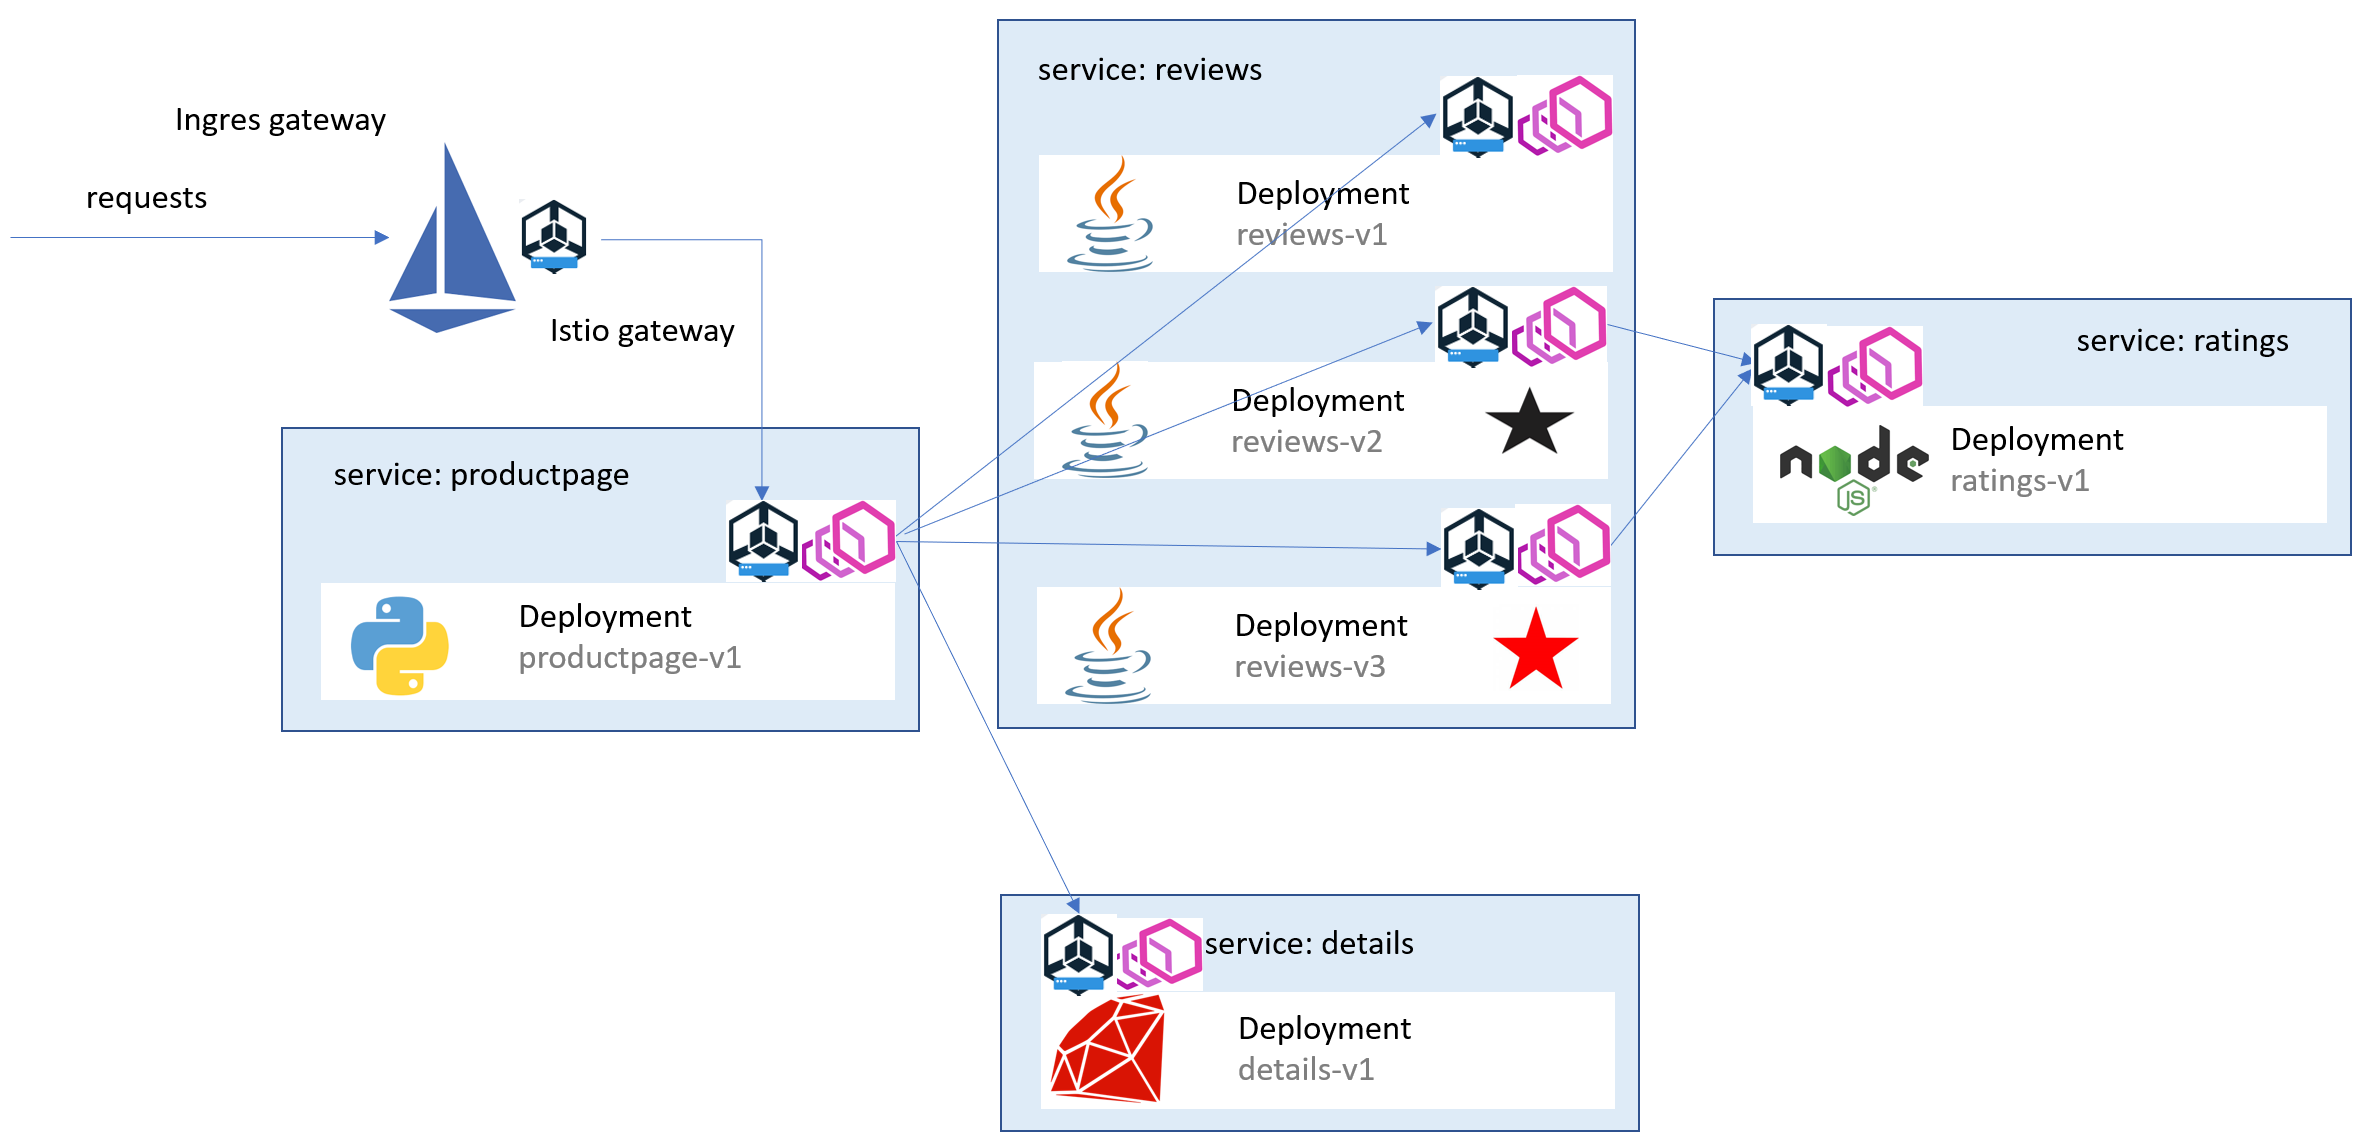 Ingres gateway
requests
Istio gateway
service: productpage
Deployment
productpage-v1
service: reviews
Deployment
reviews-v1
Deployment
reviews-v2
Deployment
reviews-v3
service: ratings
node
JS
Deployment
ratings-v1
service: details
Deployment
details-v1